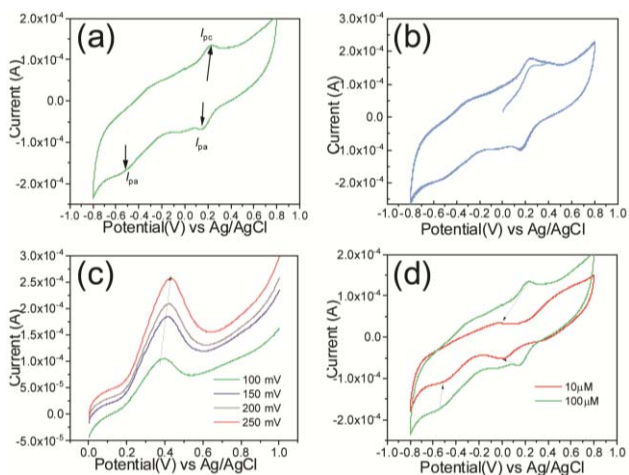 (a)
2.0x10⁻⁴
1.0x10⁻⁴
0.0
-1.0x10⁻⁴
-2.0x10⁻⁴
Current (A)
Ipc
Ipa
Ipa
-1.0 -0.8 -0.6 -0.4 -0.2 0.0 0.2 0.4 0.6 0.8 1.0
Potential(V) vs Ag/AgCl
(b)
3.0x10⁻⁴
2.0x10⁻⁴
1.0x10⁻⁴
0.0
-1.0x10⁻⁴
-2.0x10⁻⁴
Current (A)
-1.0 -0.8 -0.6 -0.4 -0.2 0.0 0.2 0.4 0.6 0.8 1.0
Potential(V) vs Ag/AgCl
(c)
3.0x10⁻⁴
2.5x10⁻⁴
2.0x10⁻⁴
1.5x10⁻⁴
1.0x10⁻⁴
5.0x10⁻⁵
0.0
-5.0x10⁻⁵
Current (A)
100 mV
150 mV
200 mV
250 mV
0.0 0.2 0.4 0.6 0.8 1.0
Potential(V) vs Ag/AgCl
(d)
2.0x10⁻⁴
1.0x10⁻⁴
0.0
-1.0x10⁻⁴
-2.0x10⁻⁴
Current (A)
10µM
100µM
-1.0 -0.8 -0.6 -0.4 -0.2 0.0 0.2 0.4 0.6 0.8 1.0
Potential(V) vs Ag/AgCl